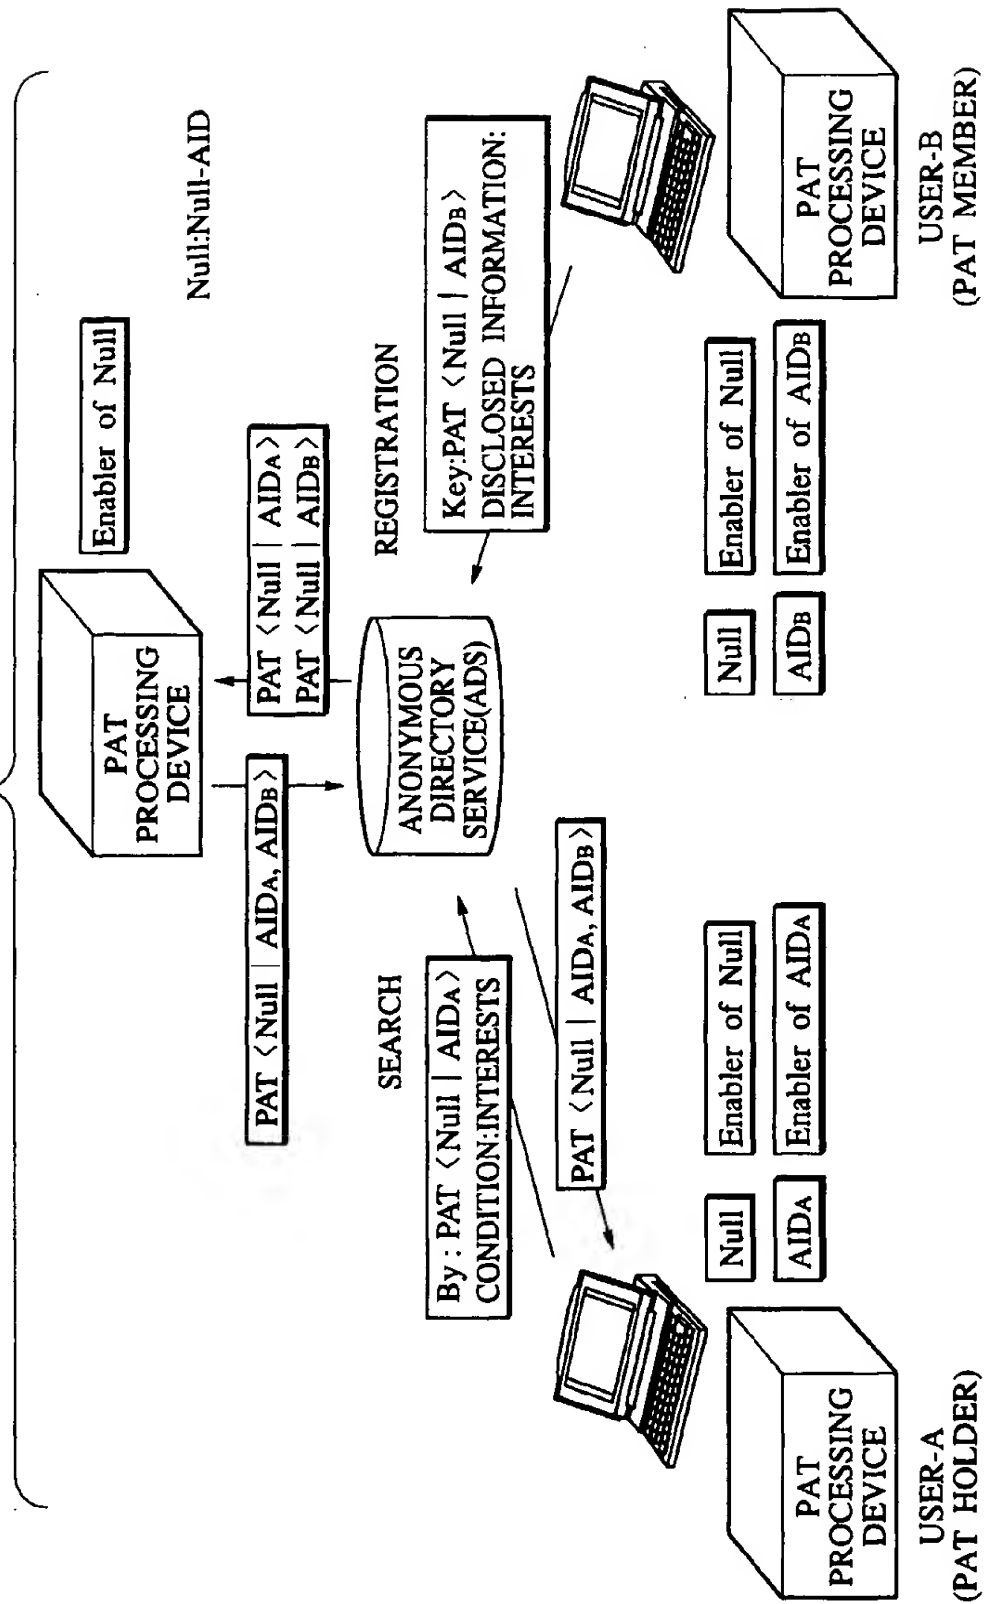 Null:Null-AID
PAT
PROCESSING
DEVICE
Enabler of Null
PAT <Null | AIDA, AIDB>
PAT <Null | AIDA>
PAT <Null | AIDB>
SEARCH
REGISTRATION
ANONYMOUS
DIRECTORY
SERVICE(ADS)
By : PAT <Null | AIDA>
CONDITION:INTERESTS
Key:PAT <Null | AIDB>
DISCLOSED INFORMATION:
INTERESTS
PAT <Null | AIDA, AIDB>
Null
Enabler of Null
AIDA
Enabler of AIDA
PAT
PROCESSING
DEVICE
USER-A
(PAT HOLDER)
Null
Enabler of Null
AIDB
Enabler of AIDB
PAT
PROCESSING
DEVICE
USER-B
(PAT MEMBER)